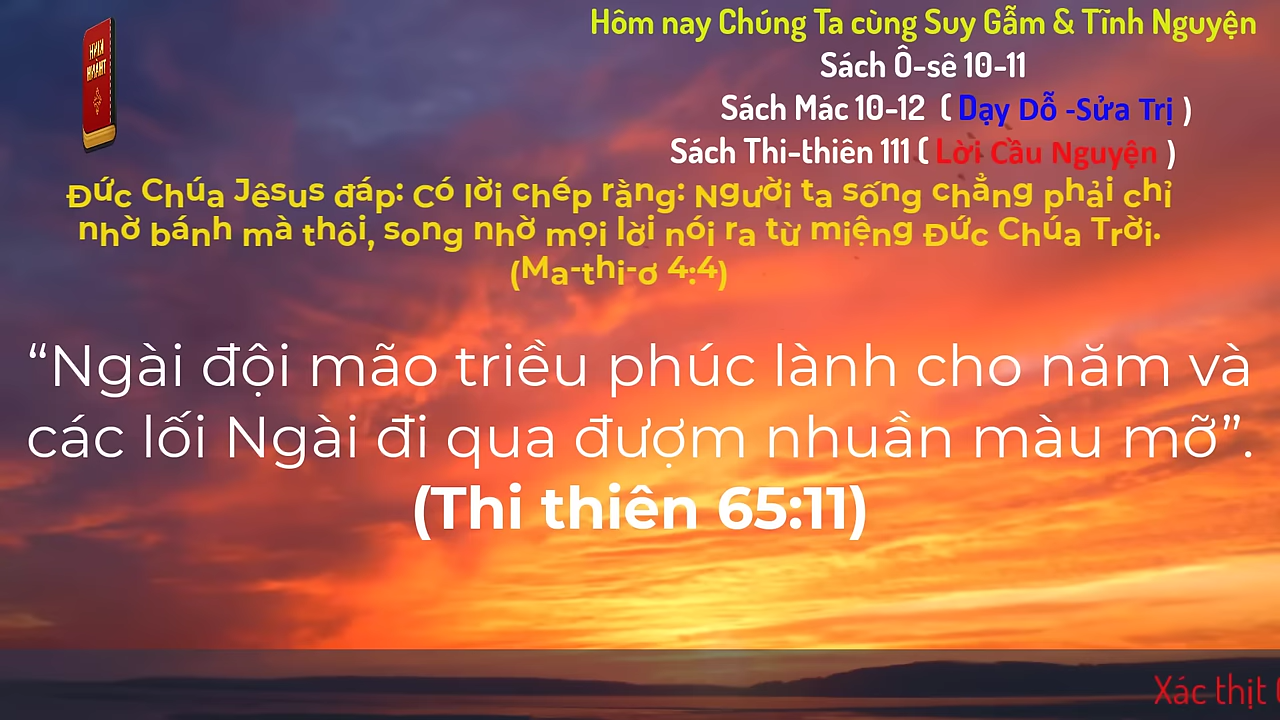 Hôm nay Chúng Ta cùng Suy Gẫm & Tĩnh Nguyện
Sách Ô-sê 10-11
Sách Mác 10-12 ( Dạy Dỗ -Sửa Trị )
Sách Thi-thiên 111 ( Lời Cầu Nguyện )
KINH
THÁNH
Đức Chúa Jêsus đáp: Có lời chép rằng: Người ta sống chẳng phải chỉ
nhờ bánh mà thôi, song nhờ mọi lời nói ra từ miệng Đức Chúa Trời.
(Ma-thi-ơ 4:4)
“Ngài đội mão triều phúc lành cho năm và
các lối Ngài đi qua đượm nhuần màu mỡ”.
(Thi thiên 65:11)
Xác thịt